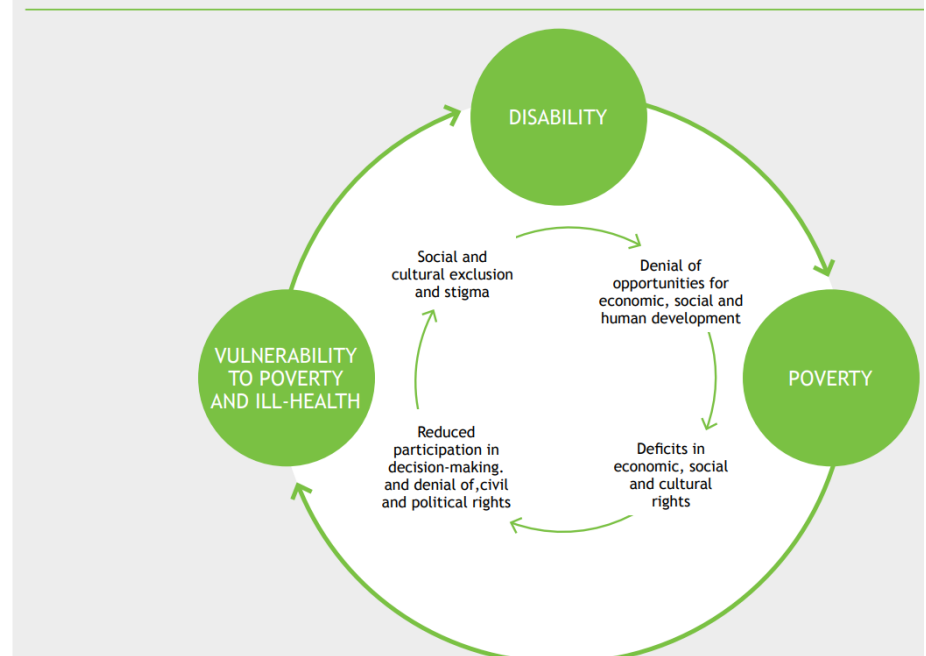 DISABILITY
Social and
cultural exclusion
and stigma
Denial of
opportunities for
economic, social and
human development
VULNERABILITY
TO POVERTY
AND ILL-HEALTH
POVERTY
Reduced
participation in
decision-making.
and denial of,civil
and political rights
Deficits in
economic, social
and cultural
rights